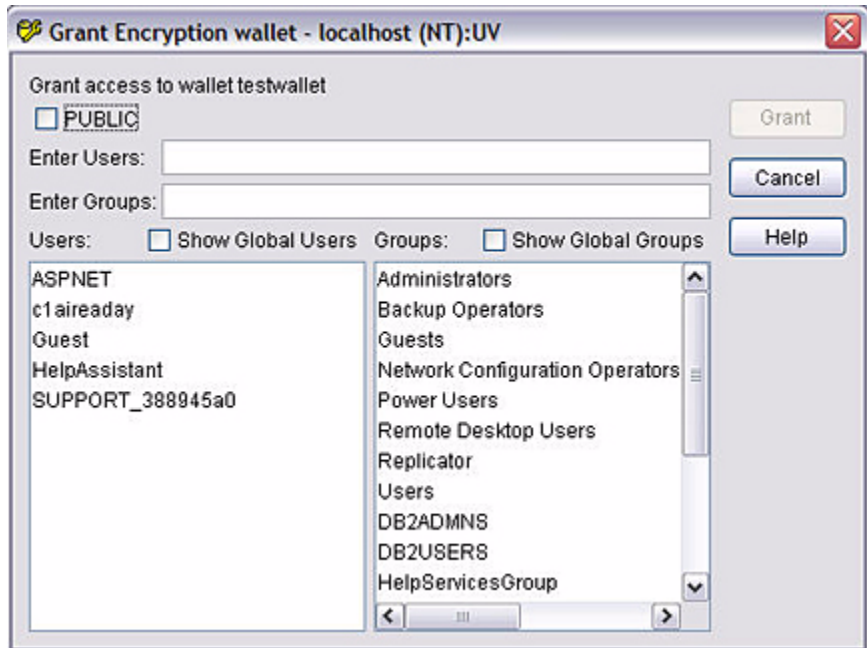 Grant Encryption wallet - localhost (NT):UV
Grant access to wallet testwallet
PUBLIC
Grant
Enter Users:
Cancel
Enter Groups:
Users: Show Global Users Groups: Show Global Groups
Help
ASPNET
c1aireaday
Guest
HelpAssistant
SUPPORT_388945a0
Administrators
Backup Operators
Guests
Network Configuration Operators
Power Users
Remote Desktop Users
Replicator
Users
DB2ADMNS
DB2USERS
HelpServicesGroup